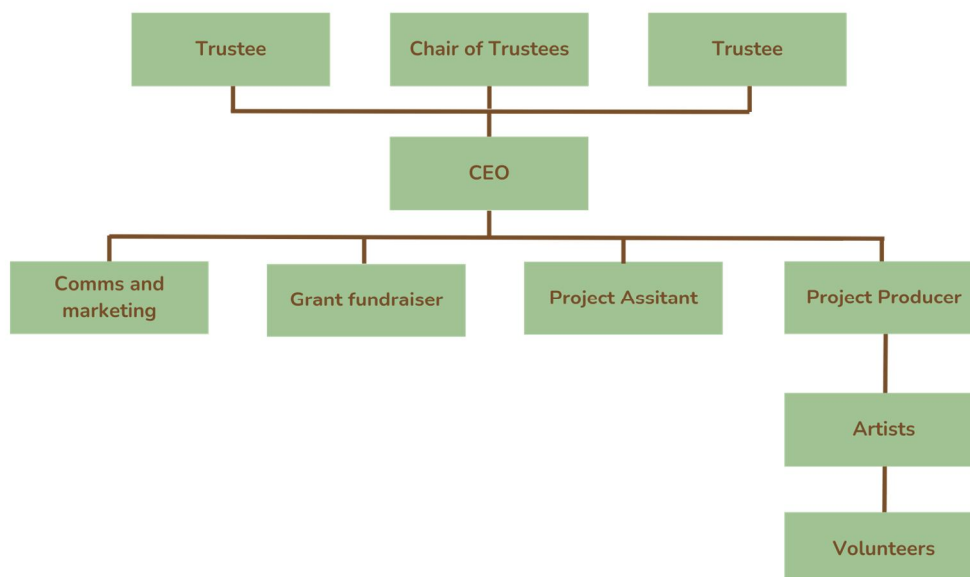 Trustee
Chair of Trustees
Trustee
CEO
Comms and
marketing
Grant fundraiser
Project Assitant
Project Producer
Artists
Volunteers